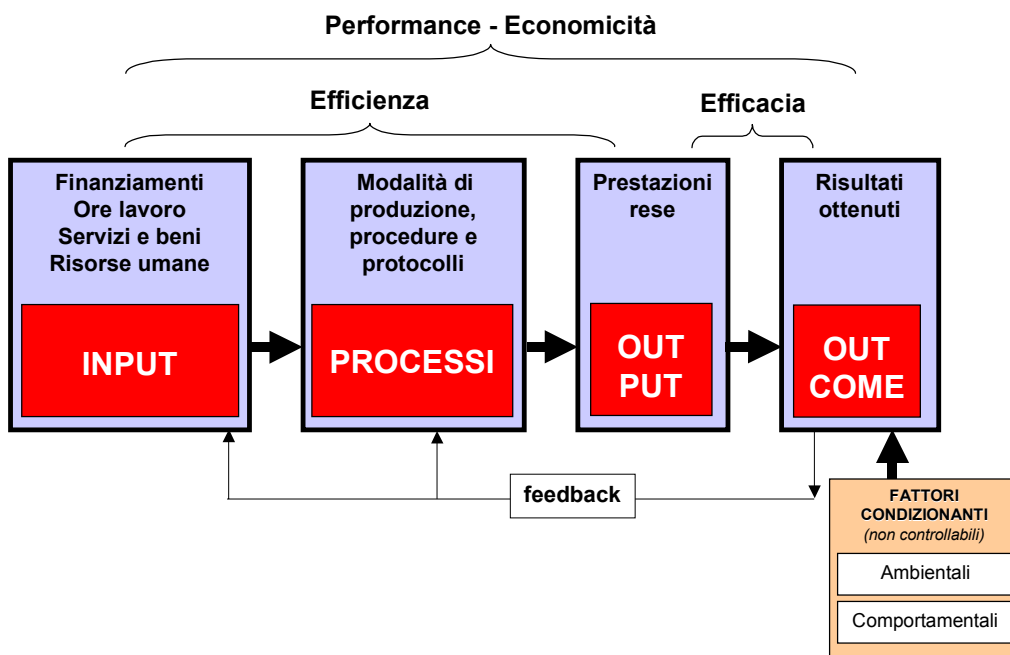 Performance - Economicità
Efficienza
Efficacia
Finanziamenti
Ore lavoro
Servizi e beni
Risorse umane
INPUT
Modalità di
produzione,
procedure e
protocolli
PROCESSI
Prestazioni
rese
OUT
PUT
Risultati
ottenuti
OUT
COME
feedback
FATTORI
CONDIZIONANTI
(non controllabili)
Ambientali
Comportamentali